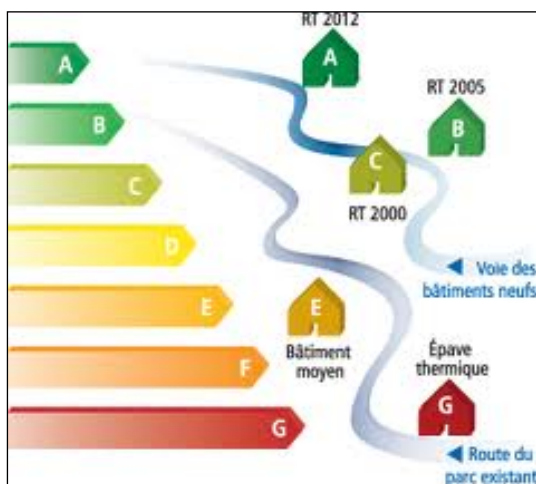 RT 2012
A
A
RT 2005
B
B
C
C
RT 2000
D
◄ Voie des
bâtiments neufs
E
E
Bâtiment
moyen
Épave
thermique
F
G
G
◄ Route du
parc existant